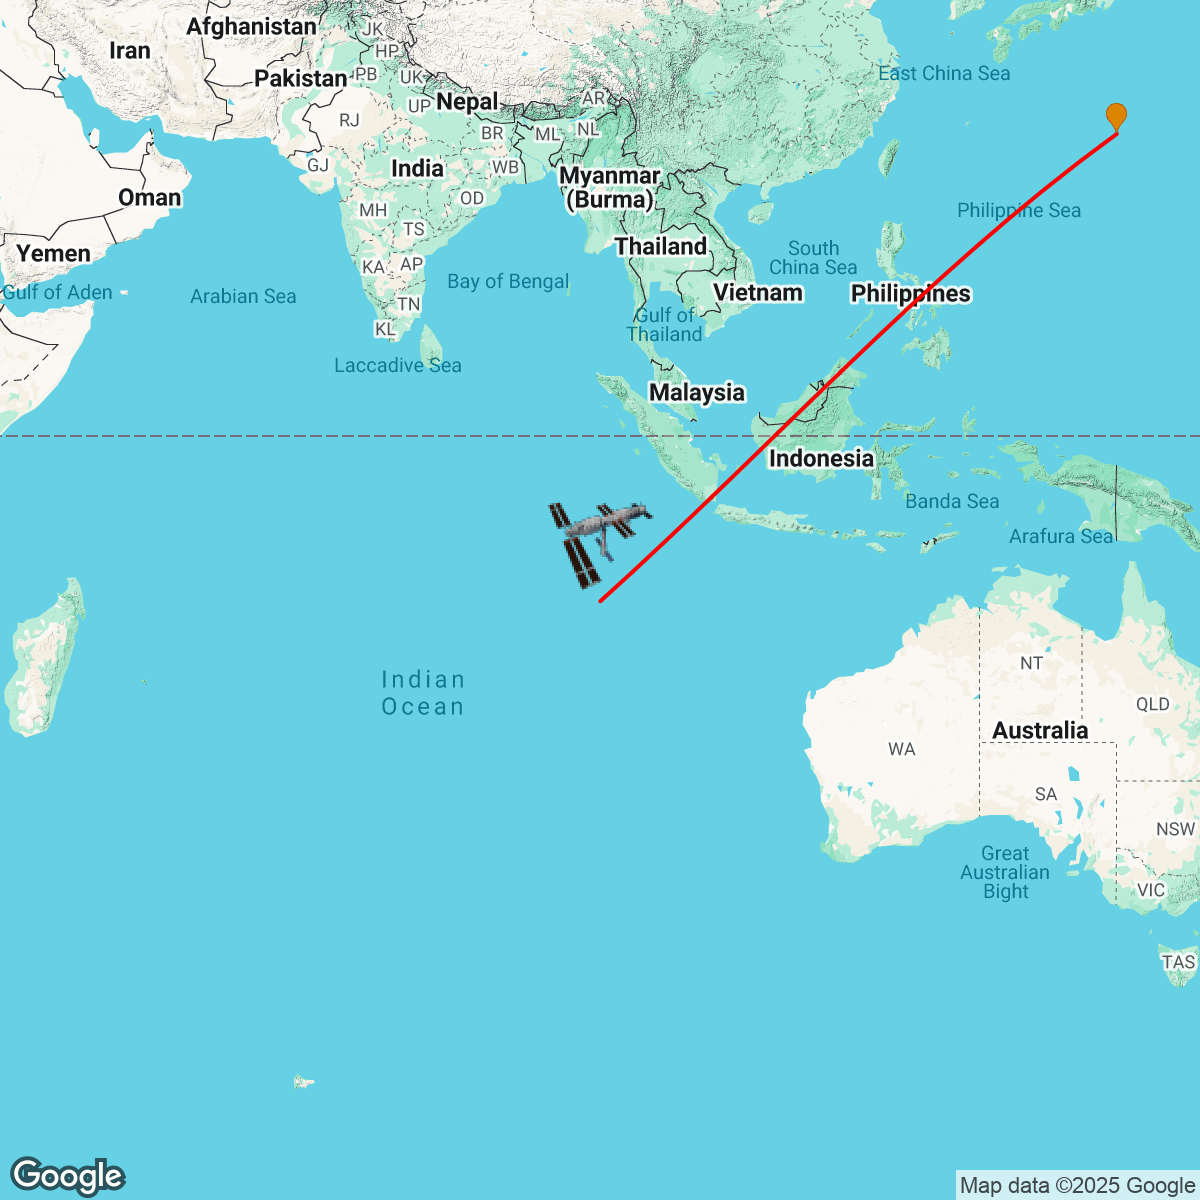 Afghanistan
JK
Iran
HP
East China Sea
Pakistan
PB
UK
Nepal
AR
UP
RJ
BR
ML
NL
GJ
India
WB
Myanmar
(Burma)
Oman
OD
MH
Philippine Sea
TS
Thailand
South
China Sea
Yemen
KA
AP
Bay of Bengal
Gulf of Aden
Arabian Sea
Vietnam
Philippines
TN
Gulf of
Thailand
KL
Laccadive Sea
Malaysia
Indonesia
Banda Sea
Arafura Sea
Indian
Ocean
NT
QLD
Australia
WA
SA
NSW
Great
Australian
Bight
VIC
TAS
Google
Map data ©2025 Google